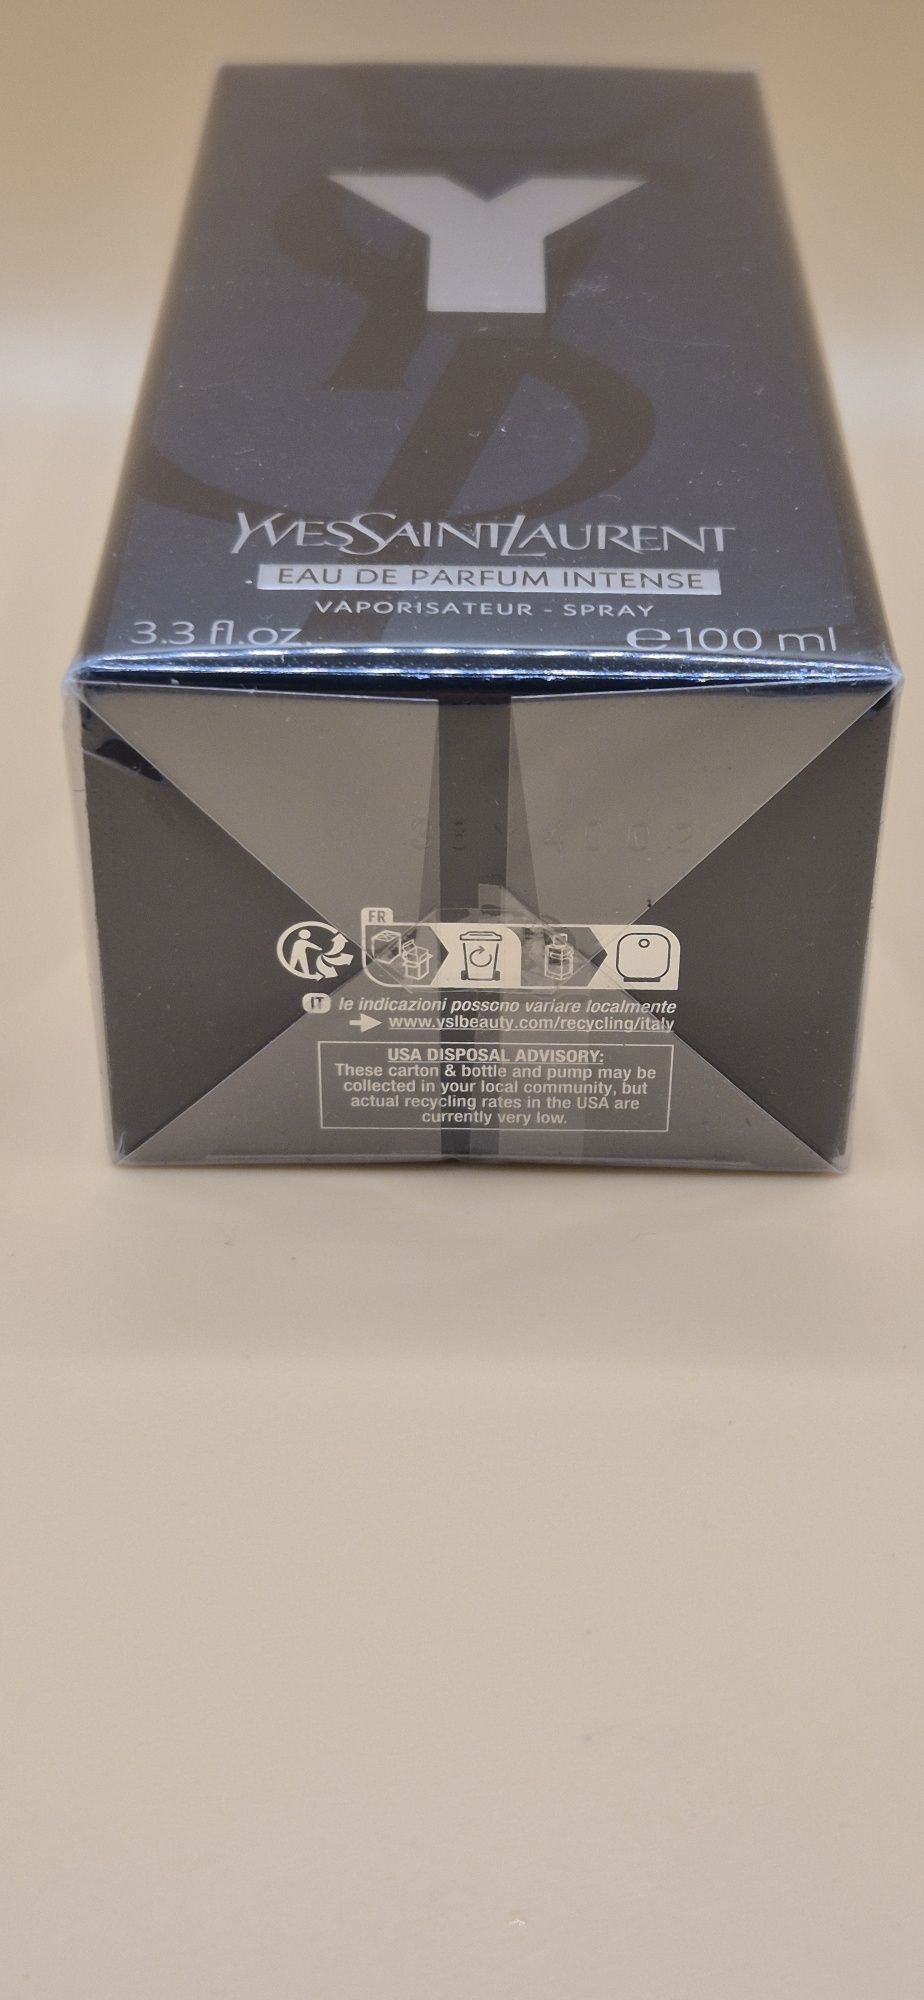 Y
YVESSAINTLAURENT
EAU DE PARFUM INTENSE
VAPORISATEUR - SPRAY
3.3 fl.oz. e100 ml
FR
IT le indicazioni possono variare localmente
www.yslbeauty.com/recycling/italy
USA DISPOSAL ADVISORY:
These carton & bottle and pump may be
collected in your local community, but
actual recycling rates in the USA are
currently very low.